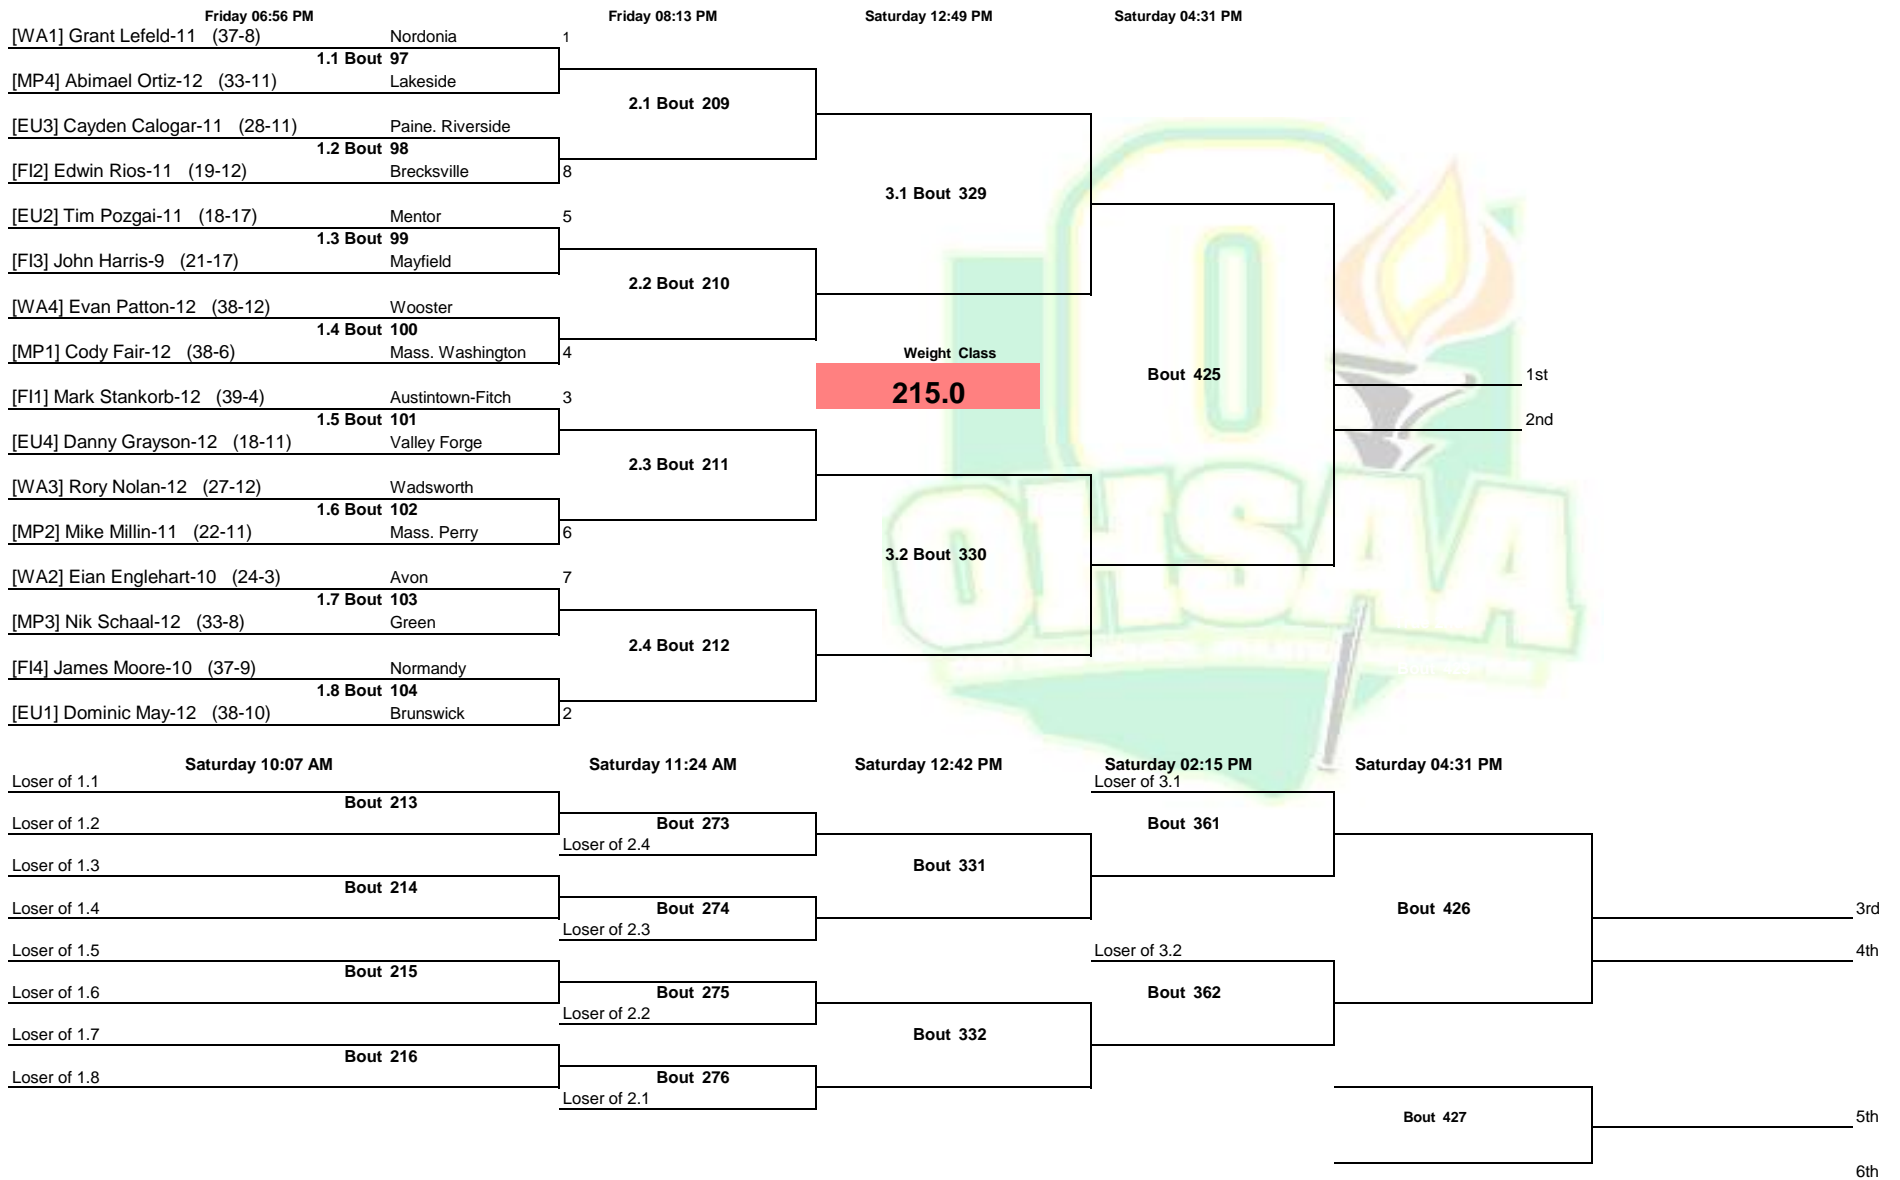 Friday 06:56 PM Friday 08:13 PM Saturday 12:49 PM Saturday 04:31 PM
[WA1] Grant Lefeld-11 (37-8) Nordonia 1
1.1 Bout 97
[MP4] Abimael Ortiz-12 (33-11) Lakeside
2.1 Bout 209
[EU3] Cayden Calogar-11 (28-11) Paine. Riverside
1.2 Bout 98
[FI2] Edwin Rios-11 (19-12) Brecksville 8
3.1 Bout 329
[EU2] Tim Pozgai-11 (18-17) Mentor 5
1.3 Bout 99
[FI3] John Harris-9 (21-17) Mayfield
2.2 Bout 210
[WA4] Evan Patton-12 (38-12) Wooster
1.4 Bout 100
[MP1] Cody Fair-12 (38-6) Mass. Washington 4
Weight Class
Bout 425 1st
215.0
[FI1] Mark Stankorb-12 (39-4) Austintown-Fitch 3
1.5 Bout 101 2nd
[EU4] Danny Grayson-12 (18-11) Valley Forge
2.3 Bout 211
[WA3] Rory Nolan-12 (27-12) Wadsworth
1.6 Bout 102
[MP2] Mike Millin-11 (22-11) Mass. Perry 6
3.2 Bout 330
OHSAA
[WA2] Eian Englehart-10 (24-3) Avon 7
1.7 Bout 103
[MP3] Nik Schaal-12 (33-8) Green
2.4 Bout 212
[FI4] James Moore-10 (37-9) Normandy
1.8 Bout 104
[EU1] Dominic May-12 (38-10) Brunswick 2
Saturday 10:07 AM Saturday 11:24 AM Saturday 12:42 PM Saturday 02:15 PM Saturday 04:31 PM
Loser of 1.1 Loser of 3.1
Bout 213
Loser of 1.2 Bout 273 Bout 361
Loser of 2.4
Loser of 1.3 Bout 331
Bout 214
Loser of 1.4 Bout 274 Bout 426 3rd
Loser of 2.3
Loser of 1.5 Loser of 3.2 4th
Bout 215
Loser of 1.6 Bout 275 Bout 362
Loser of 2.2
Loser of 1.7 Bout 332
Bout 216
Loser of 1.8 Bout 276
Loser of 2.1
Bout 427 5th
6th